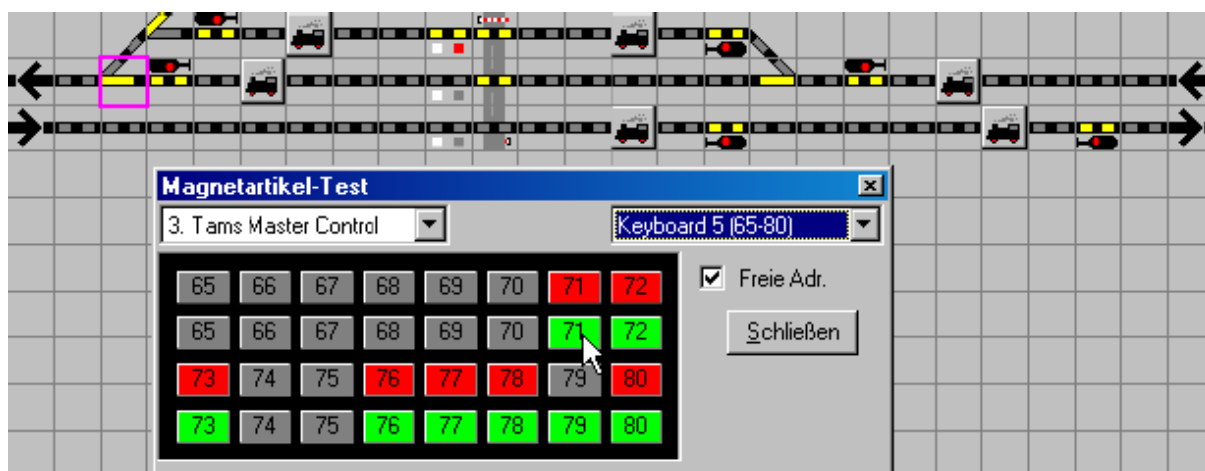 Magnetartikel-Test
3. Tams Master Control Keyboard 5 (65-80)
65 66 67 68 69 70 71 72 Freie Adr.
65 66 67 68 69 70 71 72 Schließen
73 74 75 76 77 78 79 80
73 74 75 76 77 78 79 80